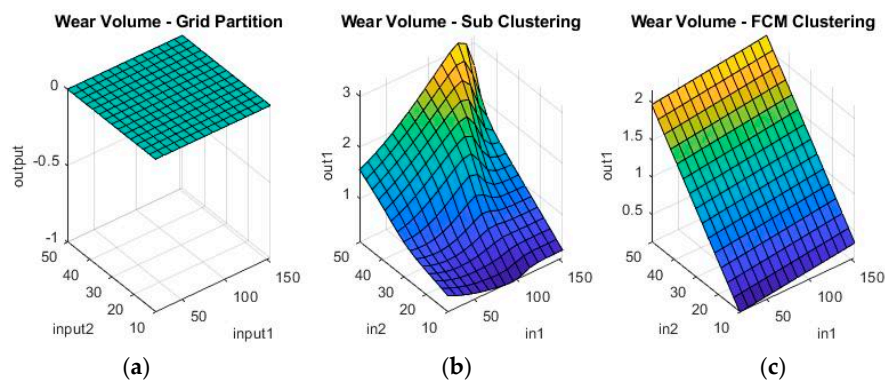 Wear Volume - Grid Partition
0
-0.5
-1
output
50
40
30
20
10
input2
50
100
150
input1
(a)
Wear Volume - Sub Clustering
3
2
1
out1
50
40
30
20
10
in2
50
100
150
in1
(b)
Wear Volume - FCM Clustering
2
1.5
1
0.5
out1
50
40
30
20
10
in2
50
100
150
in1
(c)